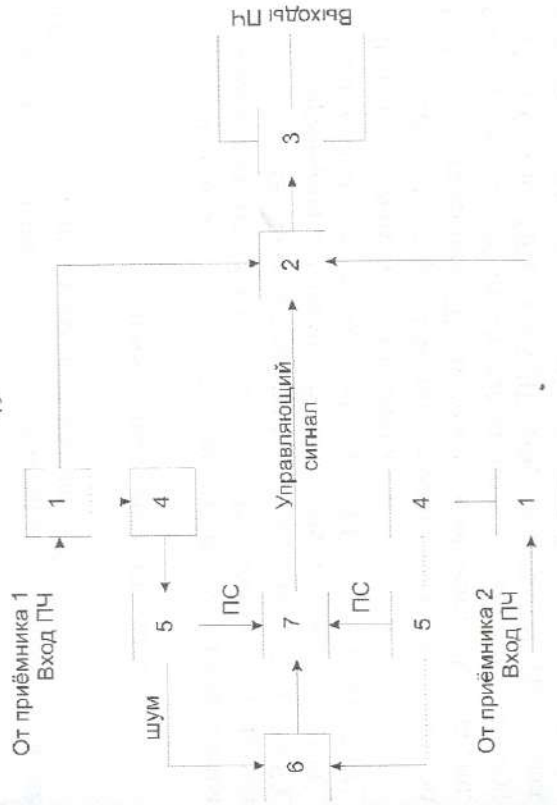 От приёмника 1
Вход ПЧ
1
4
шум
5
ПС
6
7
Управляющий
сигнал
2
3
Выходы ПЧ
ПС
5
4
От приёмника 2
Вход ПЧ
1